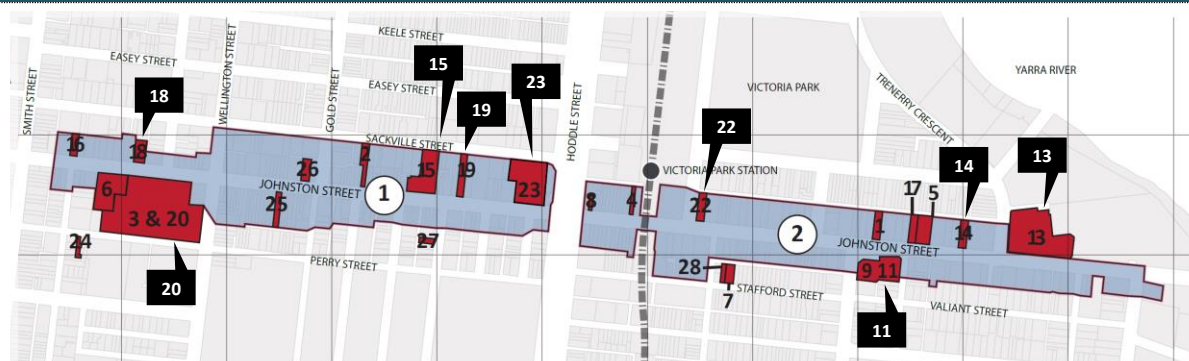 KEELE STREET
EASEY STREET
EASEY STREET
SMITH STREET
WELLINGTON STREET
GOLD STREET
SACKVILLE STREET
HODDLE STREET
JOHNSTON STREET
PERRY STREET
18
15
19
23
20
16
18
26
2
15
19
23
6
3 & 20
25
1
24
27
VICTORIA PARK
TRENERRY CRESCENT
YARRA RIVER
VICTORIA PARK STATION
22
14
13
11
8
4
22
2
1
17
5
14
13
JOHNSTON STREET
9
11
28
7
STAFFORD STREET
VALIANT STREET